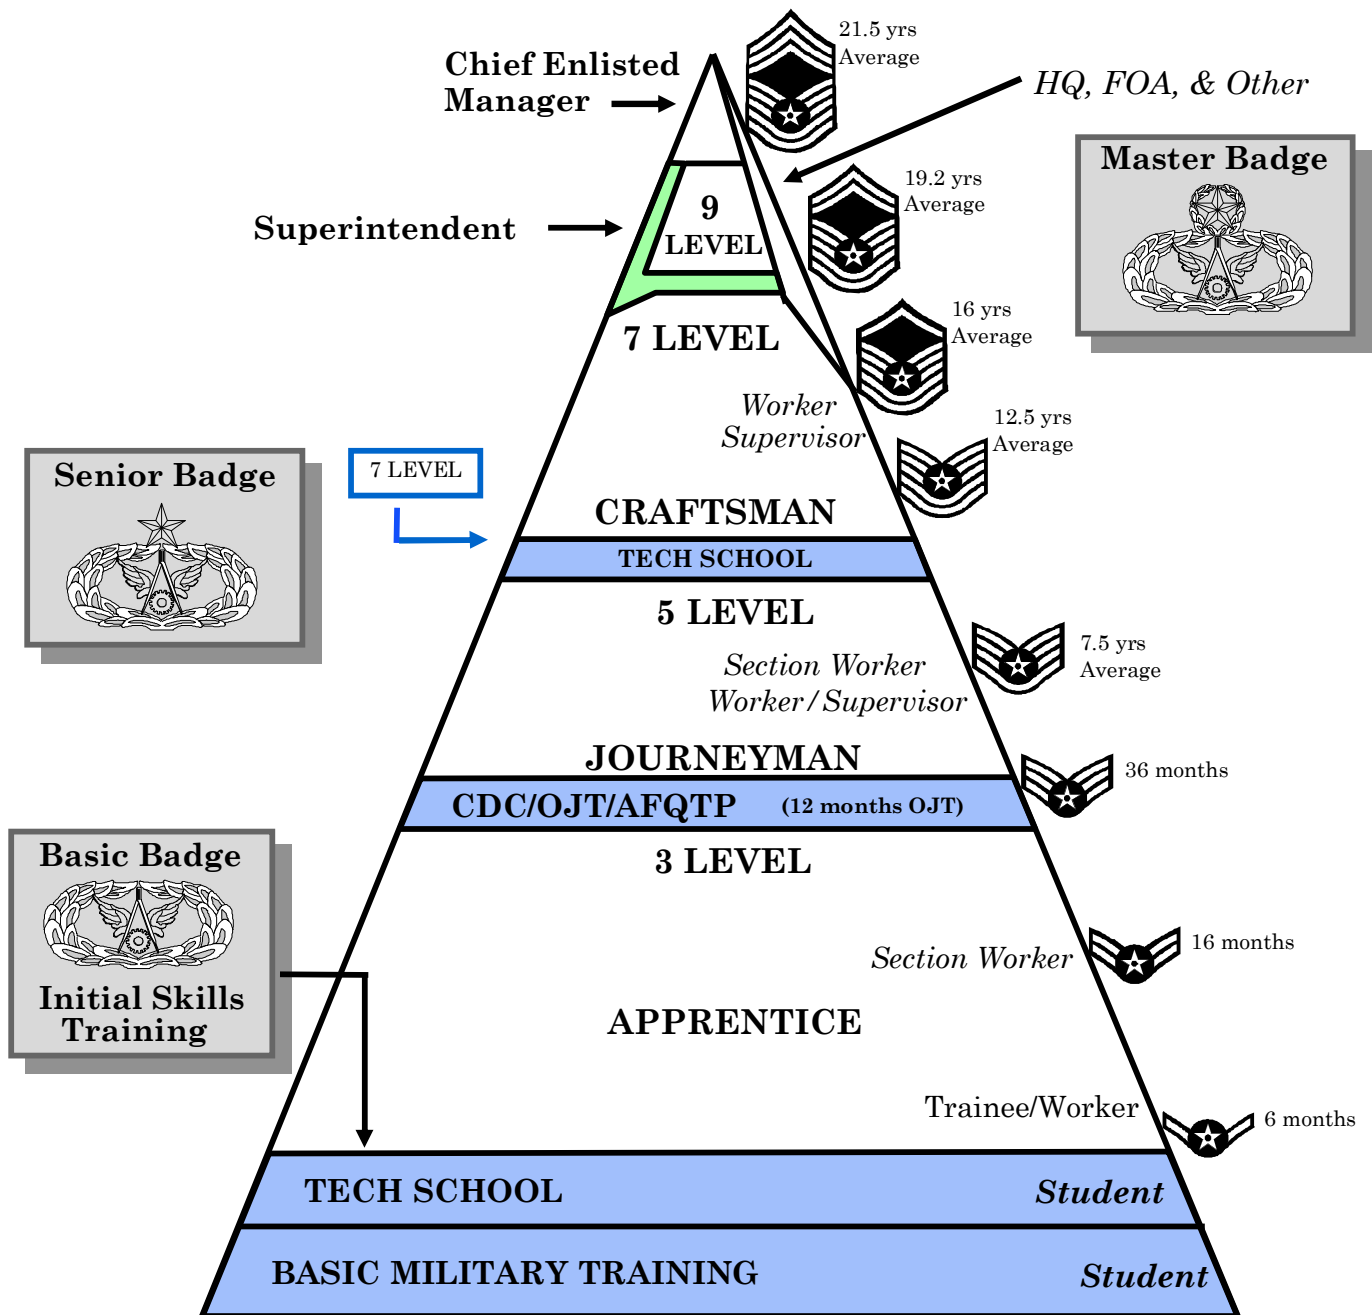 21.5 yrs
Average
Chief Enlisted
Manager
HQ, FOA, & Other
Master Badge
19.2 yrs
Average
9
LEVEL
Superintendent
16 yrs
Average
7 LEVEL
Worker
Supervisor
12.5 yrs
Average
Senior Badge
7 LEVEL
CRAFTSMAN
TECH SCHOOL
5 LEVEL
Section Worker
Worker/Supervisor
7.5 yrs
Average
JOURNEYMAN
36 months
CDC/OJT/AFQTP (12 months OJT)
Basic Badge
3 LEVEL
Section Worker
16 months
Initial Skills
Training
APPRENTICE
Trainee/Worker
6 months
TECH SCHOOL Student
BASIC MILITARY TRAINING Student